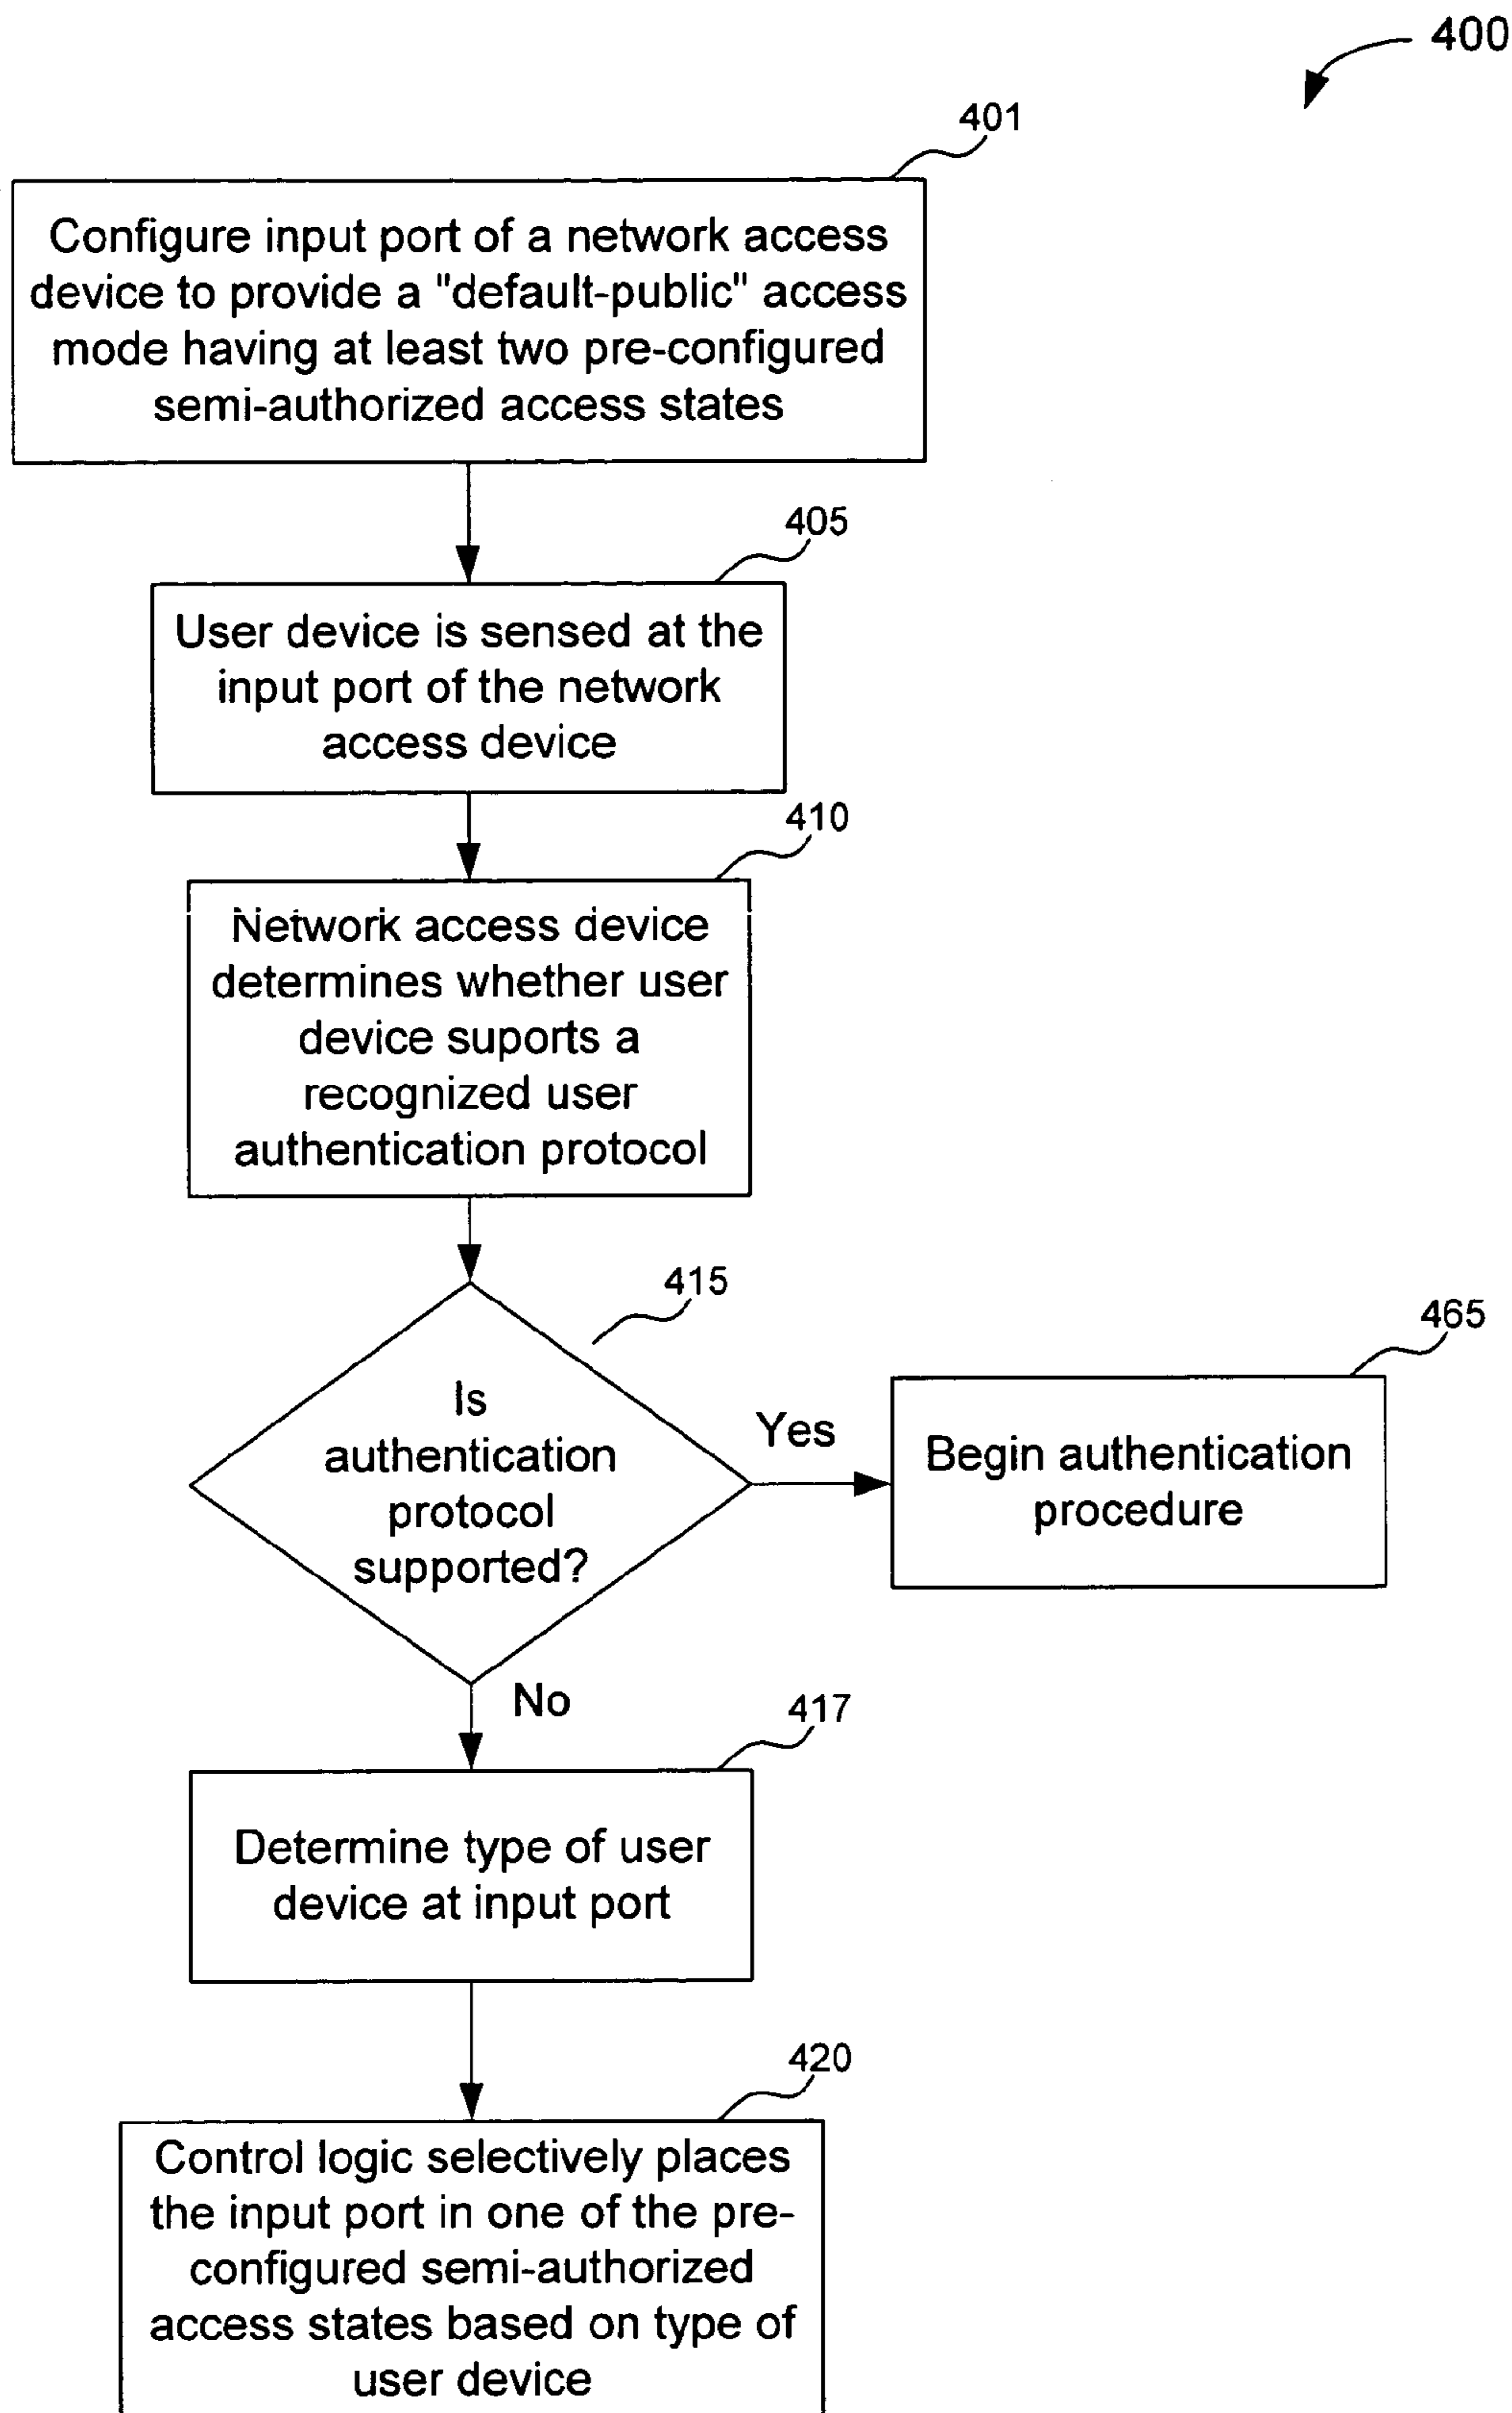 400
401
Configure input port of a network access
device to provide a "default-public" access
mode having at least two pre-configured
semi-authorized access states
405
User device is sensed at the
input port of the network
access device
410
Network access device
determines whether user
device suports a
recognized user
authentication protocol
415
Is
authentication
protocol
supported?
Yes
465
Begin authentication
procedure
No
417
Determine type of user
device at input port
420
Control logic selectively places
the input port in one of the pre-
configured semi-authorized
access states based on type of
user device